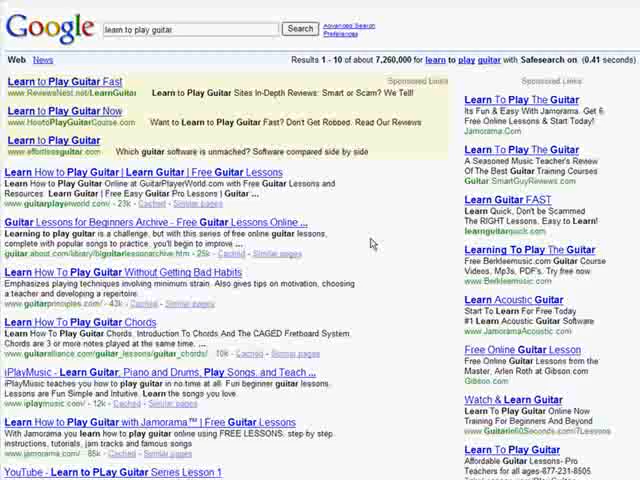 Google
learn to play guitar
Search
Advanced Search
Preferences
Web News
Results 1 - 10 of about 7,260,000 for learn to play guitar with Safesearch on. (0.41 seconds)
Learn to Play Guitar Fast
Sponsored Links
www.ReviewsNest.net/LearnGuitar Learn to Play Guitar Sites In-Depth Reviews: Smart or Scam? We Tell!
Learn to Play Guitar Now
www.HowtoPlayGuitarCourse.com Want to Learn to Play Guitar Fast? Don't Get Robbed. Read Our Reviews
Learn to Play Guitar
www.effortlessguitar.com Which guitar software is unmached? Software compared side by side
Learn How to Play Guitar | Learn Guitar | Free Guitar Lessons
Learn How to Play Guitar Online at GuitarPlayerWorld.com with Free Guitar Lessons and
Resources. Learn Guitar | Free Guitar Pro Lessons | Guitar ...
www.guitarplayerworld.com/ - 23k - Cached - Similar pages
Guitar Lessons for Beginners Archive - Free Guitar Lessons Online ...
Learning to play guitar is a challenge, but with this series of free online guitar lessons,
complete with popular songs to practice, you'll begin to improve ...
guitar.about.com/library/blguitarlessonarchive.htm - 25k - Cached - Similar pages
Learn How To Play Guitar Without Getting Bad Habits
Emphasizes playing techniques involving minimum strain. Also gives tips on motivation, choosing
a teacher and developing a repertoire.
www.guitarprinciples.com/ - 43k - Cached - Similar pages
Learn How To Play Guitar Chords
Learn How To Play Guitar Chords. Introduction To Chords And The CAGED Fretboard System.
Chords are 3 or more notes played at the same time. ...
www.guitaralliance.com/guitar_lessons/guitar_chords/ 10k - Cached - Similar pages
iPlayMusic - Learn Guitar, Piano and Drums, Play Songs, and Teach ...
iPlayMusic teaches you how to play guitar in no time at all. Fun beginner guitar lessons.
Lessons are Fun Simple and Intuitive. Learn the songs you love.
www.iplaymusic.com/ - 12k - Cached - Similar pages
Learn How to Play Guitar with Jamorama™ | Free Guitar Lessons
With Jamorama you learn how to play guitar online using FREE LESSONS, step by step
instructions, tutorials, jam tracks and famous songs
www.jamorama.com/ - 85k - Cached - Similar pages
YouTube - Learn to PLay Guitar Series Lesson 1
Sponsored Links
Learn To Play The Guitar
Its Fun & Easy With Jamorama. Get 6
Free Online Lessons & Start Today!
Jamorama.Com
Learn To Play The Guitar
A Seasoned Music Teacher's Review
Of The Best Guitar Training Courses
Guitar.SmartGuyReviews.com
Learn Guitar FAST
Learn Quick, Don't be Scammed
The RIGHT Lessons, Easy to Learn!
learnguitarquick.com
Learning To Play The Guitar
Free Berkleemusic.com Guitar Course
Videos, Mp3s, PDF's. Try free now.
www.Berkleemusic.com
Learn Acoustic Guitar
Start To Learn For Free Today
#1 Learn Acoustic Guitar Software
www.JamoramaAcoustic.com
Free Online Guitar Lesson
Free Online Guitar Lessons from the
Master, Arlen Roth at Gibson.com
Gibson.com
Watch & Learn Guitar
Learn To Play Guitar Online Now
Training For Beginners And Beyond
www.Guitarin60Seconds.com/7Lessons
Learn To Play Guitar
Affordable Guitar Lessons- Pro
Teachers for all ages-877-231-8505.